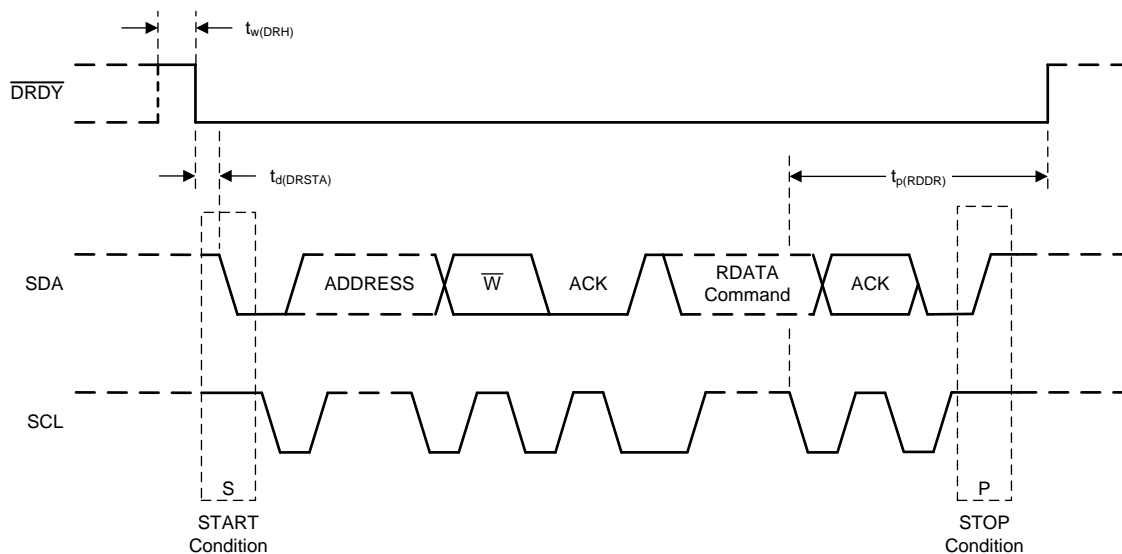 t_w(DRH)
DRDY
t_d(DRSTA)
t_p(RDDR)
SDA
ADDRESS
W
ACK
RDATA
Command
ACK
SCL
S
P
START
Condition
STOP
Condition